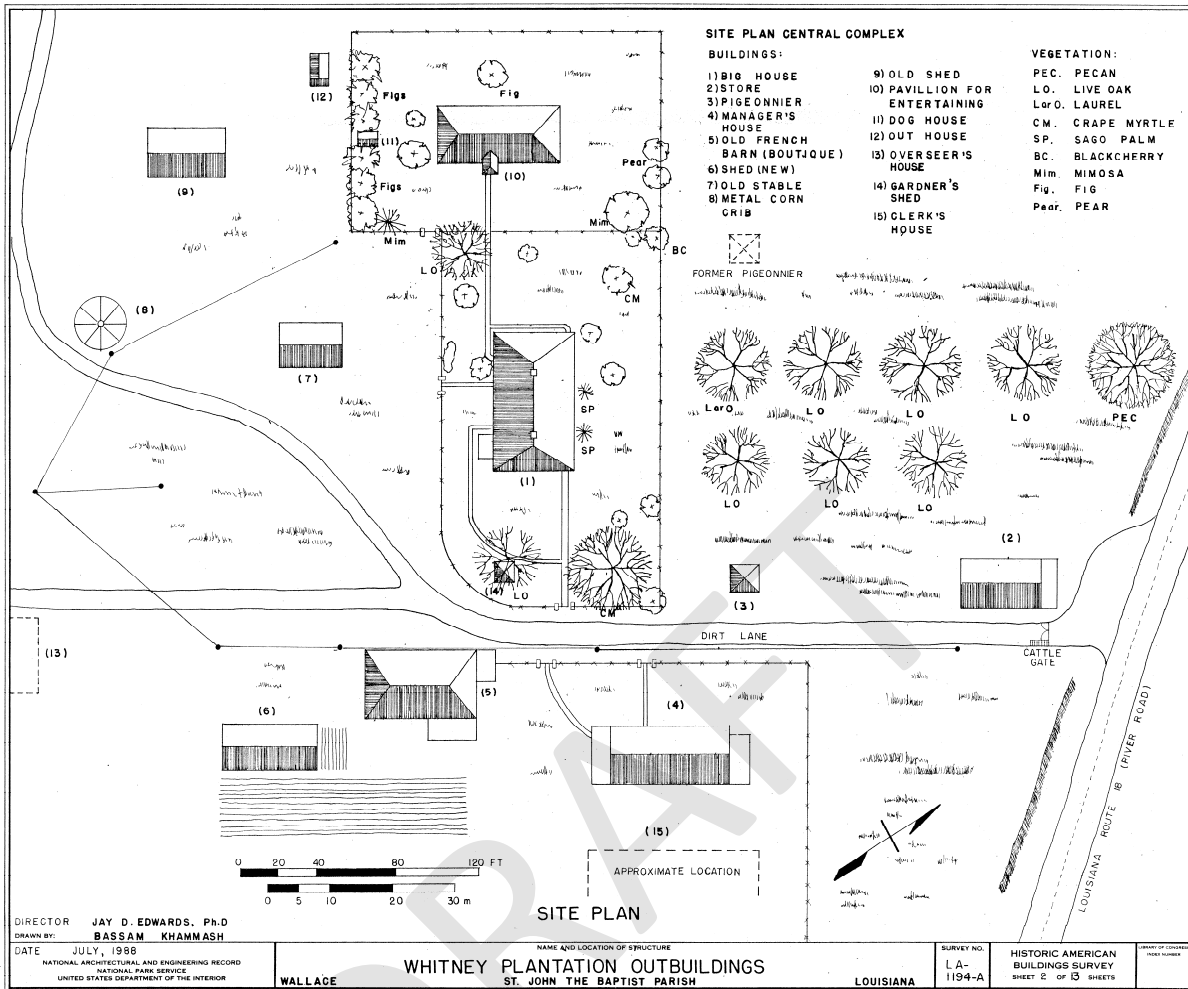 SITE PLAN CENTRAL COMPLEX
BUILDINGS:
1) BIG HOUSE
2) STORE
3) PIGEONNIER
4) MANAGER'S
HOUSE
5) OLD FRENCH
BARN (BOUTIQUE)
6) SHED (NEW)
7) OLD STABLE
8) METAL CORN
CRIB
9) OLD SHED
10) PAVILLION FOR
ENTERTAINING
11) DOG HOUSE
12) OUT HOUSE
13) OVERSEER'S
HOUSE
14) GARDNER'S
SHED
15) CLERK'S
HOUSE
VEGETATION:
PEC. PECAN
LO. LIVE OAK
LarO. LAUREL
CM. CRAPE MYRTLE
SP. SAGO PALM
BC. BLACKCHERRY
Mim. MIMOSA
Fig. FIG
Pear. PEAR
(12)
Figs
Fig
(11)
(9)
Figs
(10)
Pear
Mim
Mim
BC
LO
FORMER PIGEONNIER
CM
(8)
(7)
SP
SP
LarO
LO
LO
LO
PEC
(1)
LO
LO
LO
(2)
(14)
LO
CM
(3)
DIRT LANE
CATTLE
GATE
(13)
(5)
(4)
(6)
(15)
APPROXIMATE LOCATION
LOUISIANA ROUTE 18 (RIVER ROAD)
0 20 40 80 120 FT
0 5 10 20 30 m
SITE PLAN
DRAFT
DIRECTOR JAY D. EDWARDS, Ph.D
DRAWN BY: BASSAM KHAMMASH
DATE JULY, 1988
NATIONAL ARCHITECTURAL AND ENGINEERING RECORD
NATIONAL PARK SERVICE
UNITED STATES DEPARTMENT OF THE INTERIOR
NAME AND LOCATION OF STRUCTURE
WHITNEY PLANTATION OUTBUILDINGS
WALLACE ST. JOHN THE BAPTIST PARISH LOUISIANA
SURVEY NO.
LA-
1194-A
HISTORIC AMERICAN
BUILDINGS SURVEY
SHEET 2 OF 13 SHEETS
LIBRARY OF CONGRESS
INDEX NUMBER